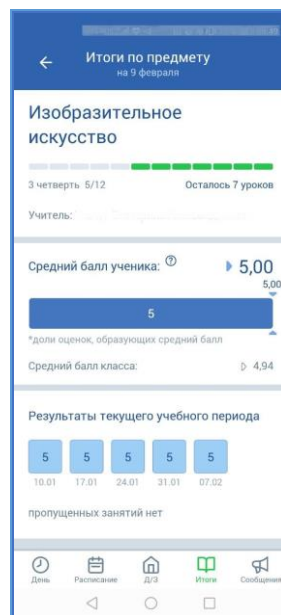 Итоги по предмету
на 9 февраля
Изобразительное
искусство
3 четверть 5/12
Осталось 7 уроков
Учитель:
Средний балл ученика: ?
5,00
5,00
5
*доли оценок, образующих средний балл
Средний балл класса:
4,94
Результаты текущего учебного периода
5 5 5 5 5
10.01 17.01 24.01 31.01 07.02
пропущенных занятий нет
День Расписание Д/З Итоги Сообщения